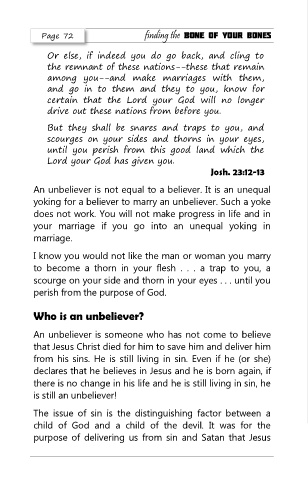 Page 72
finding the BONE OF YOUR BONES
Or else, if indeed you do go back, and cling to
the remnant of these nations--these that remain
among you--and make marriages with them,
and go in to them and they to you, know for
certain that the Lord your God will no longer
drive out these nations from before you.
But they shall be snares and traps to you, and
scourges on your sides and thorns in your eyes,
until you perish from this good land which the
Lord your God has given you.
Josh. 23:12-13
An unbeliever is not equal to a believer. It is an unequal
yoking for a believer to marry an unbeliever. Such a yoke
does not work. You will not make progress in life and in
your marriage if you go into an unequal yoking in
marriage.
I know you would not like the man or woman you marry
to become a thorn in your flesh . . . a trap to you, a
scourge on your side and thorn in your eyes . . . until you
perish from the purpose of God.
Who is an unbeliever?
An unbeliever is someone who has not come to believe
that Jesus Christ died for him to save him and deliver him
from his sins. He is still living in sin. Even if he (or she)
declares that he believes in Jesus and he is born again, if
there is no change in his life and he is still living in sin, he
is still an unbeliever!
The issue of sin is the distinguishing factor between a
child of God and a child of the devil. It was for the
purpose of delivering us from sin and Satan that Jesus